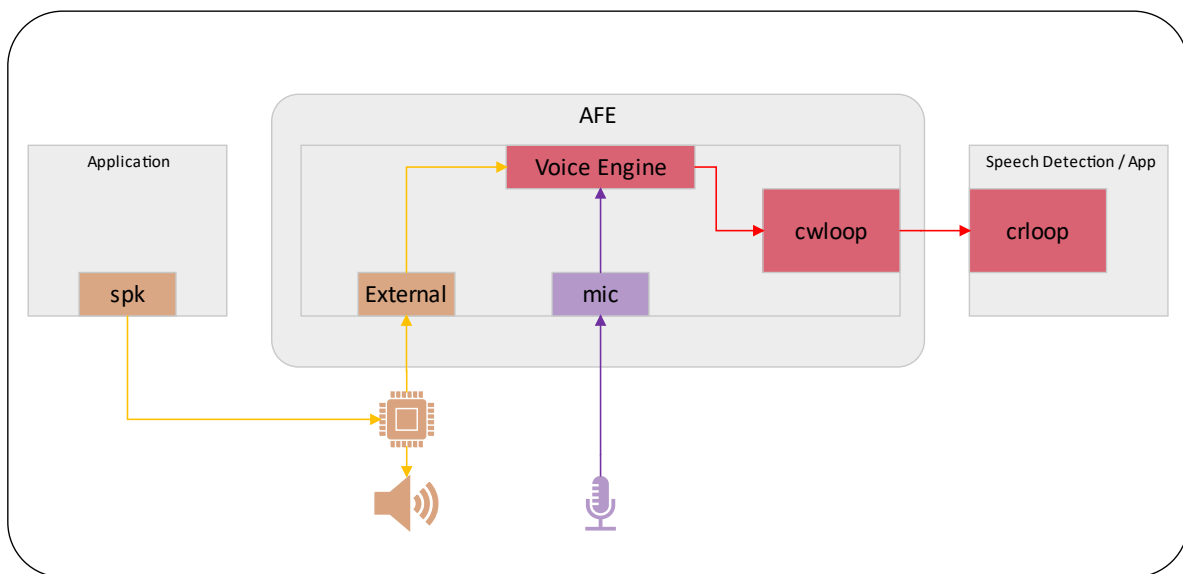 AFE
Application
Voice Engine
Speech Detection / App
cwloop
crloop
spk
External
mic